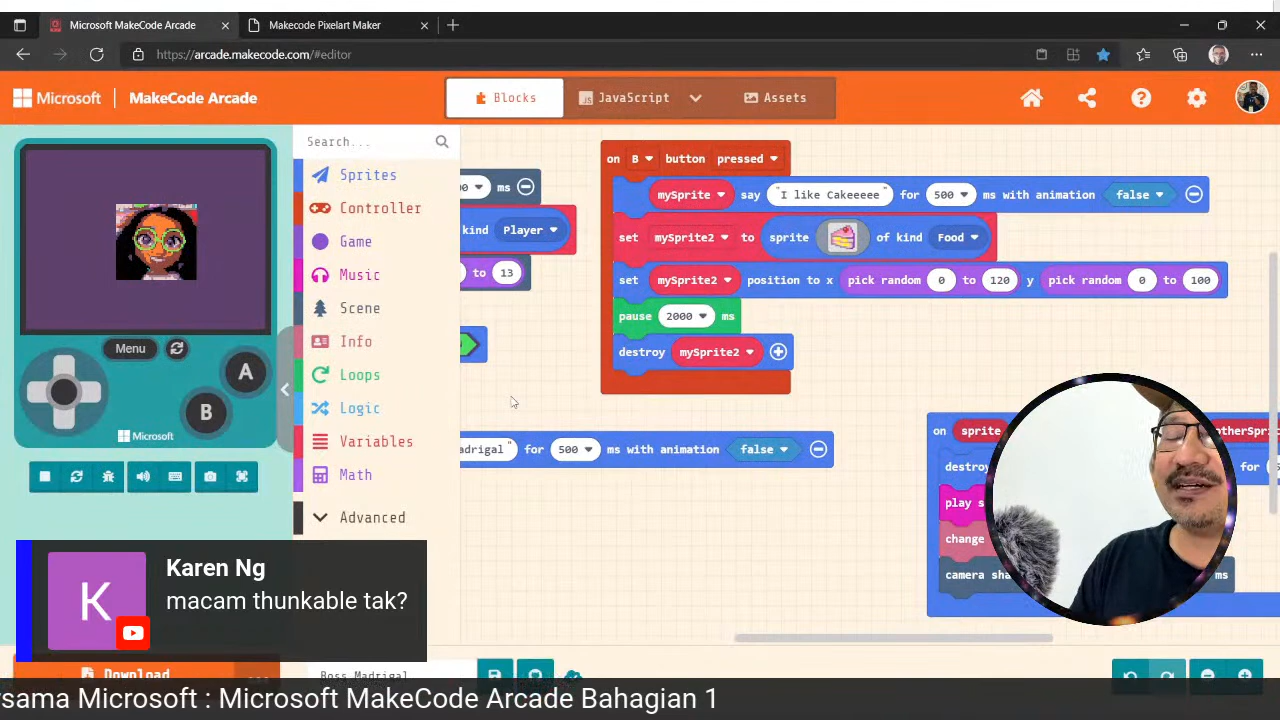 Microsoft MakeCode Arcade
Makecode Pixelart Maker
https://arcade.makecode.com/#editor
Microsoft
MakeCode Arcade
Blocks
JavaScript
Assets
Menu
A
B
Microsoft
Search...
Sprites
Controller
Game
Music
Scene
Info
Loops
Logic
Variables
Math
Advanced
ms
kind Player
to 13
on B button pressed
mySprite say "I like Cakeeeee" for 500 ms with animation false
set mySprite2 to sprite of kind Food
set mySprite2 position to x pick random 0 to 120 y pick random 0 to 100
pause 2000 ms
destroy mySprite2
adrigal" for 500 ms with animation false
on sprite otherSpri
destroy for
play s
change
camera sha ms
K
Karen Ng
macam thunkable tak?
Download
Boss Madrigal
rsama Microsoft : Microsoft MakeCode Arcade Bahagian 1